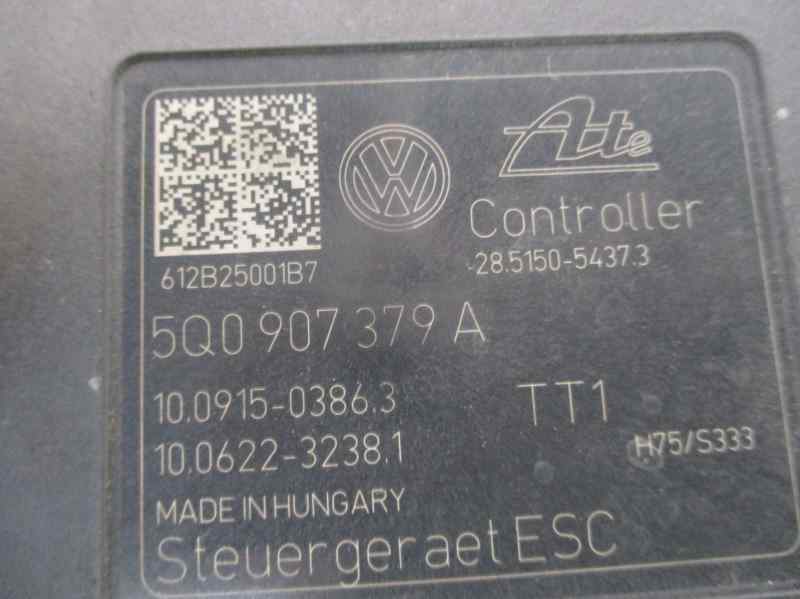 Ate
VW
Controller
28.5150-5437.3
612B25001B7
5Q0 907 379 A
10.0915-0386.3
TT1
10.0622-3238.1
H75/S333
MADE IN HUNGARY
Steuergeraet ESC